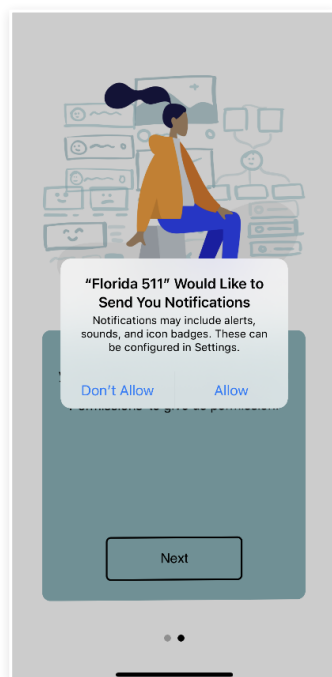 “Florida 511” Would Like to
Send You Notifications
Notifications may include alerts,
sounds, and icon badges. These can
be configured in Settings.
Don’t Allow
Allow
Next